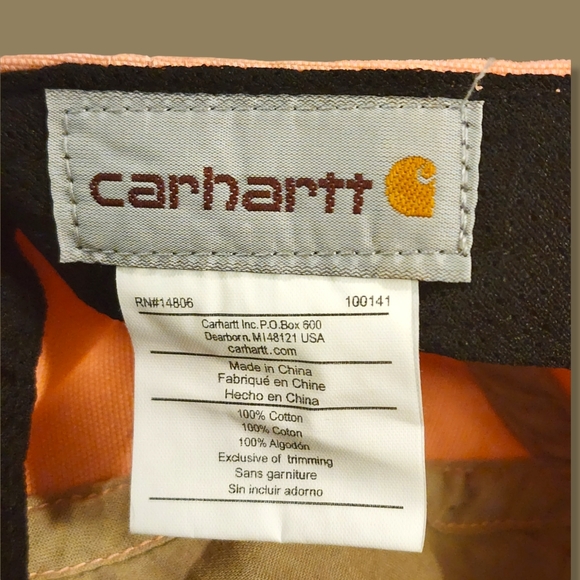 carhartt
RN#14806 100141
Carhartt Inc. P.O.Box 600
Dearborn, MI 48121 USA
carhartt.com
Made in China
Fabriqué en Chine
Hecho en China
100% Cotton
100% Coton
100% Algodón
Exclusive of trimming
Sans garniture
Sin incluir adorno